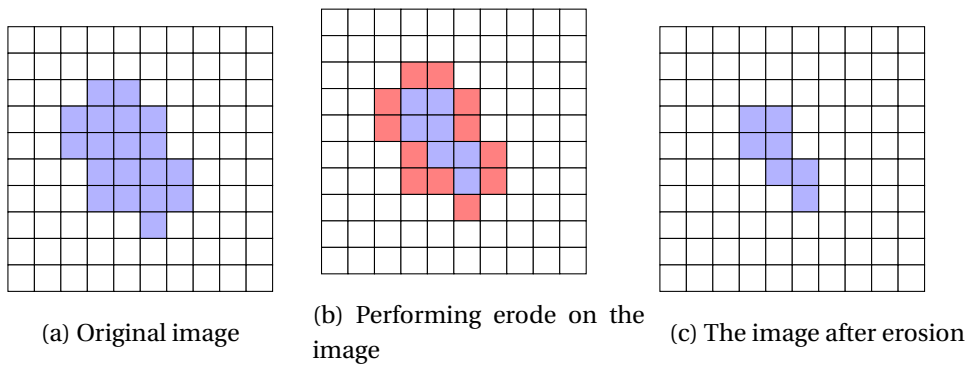 (a) Original image
(b) Performing erode on the
image
(c) The image after erosion